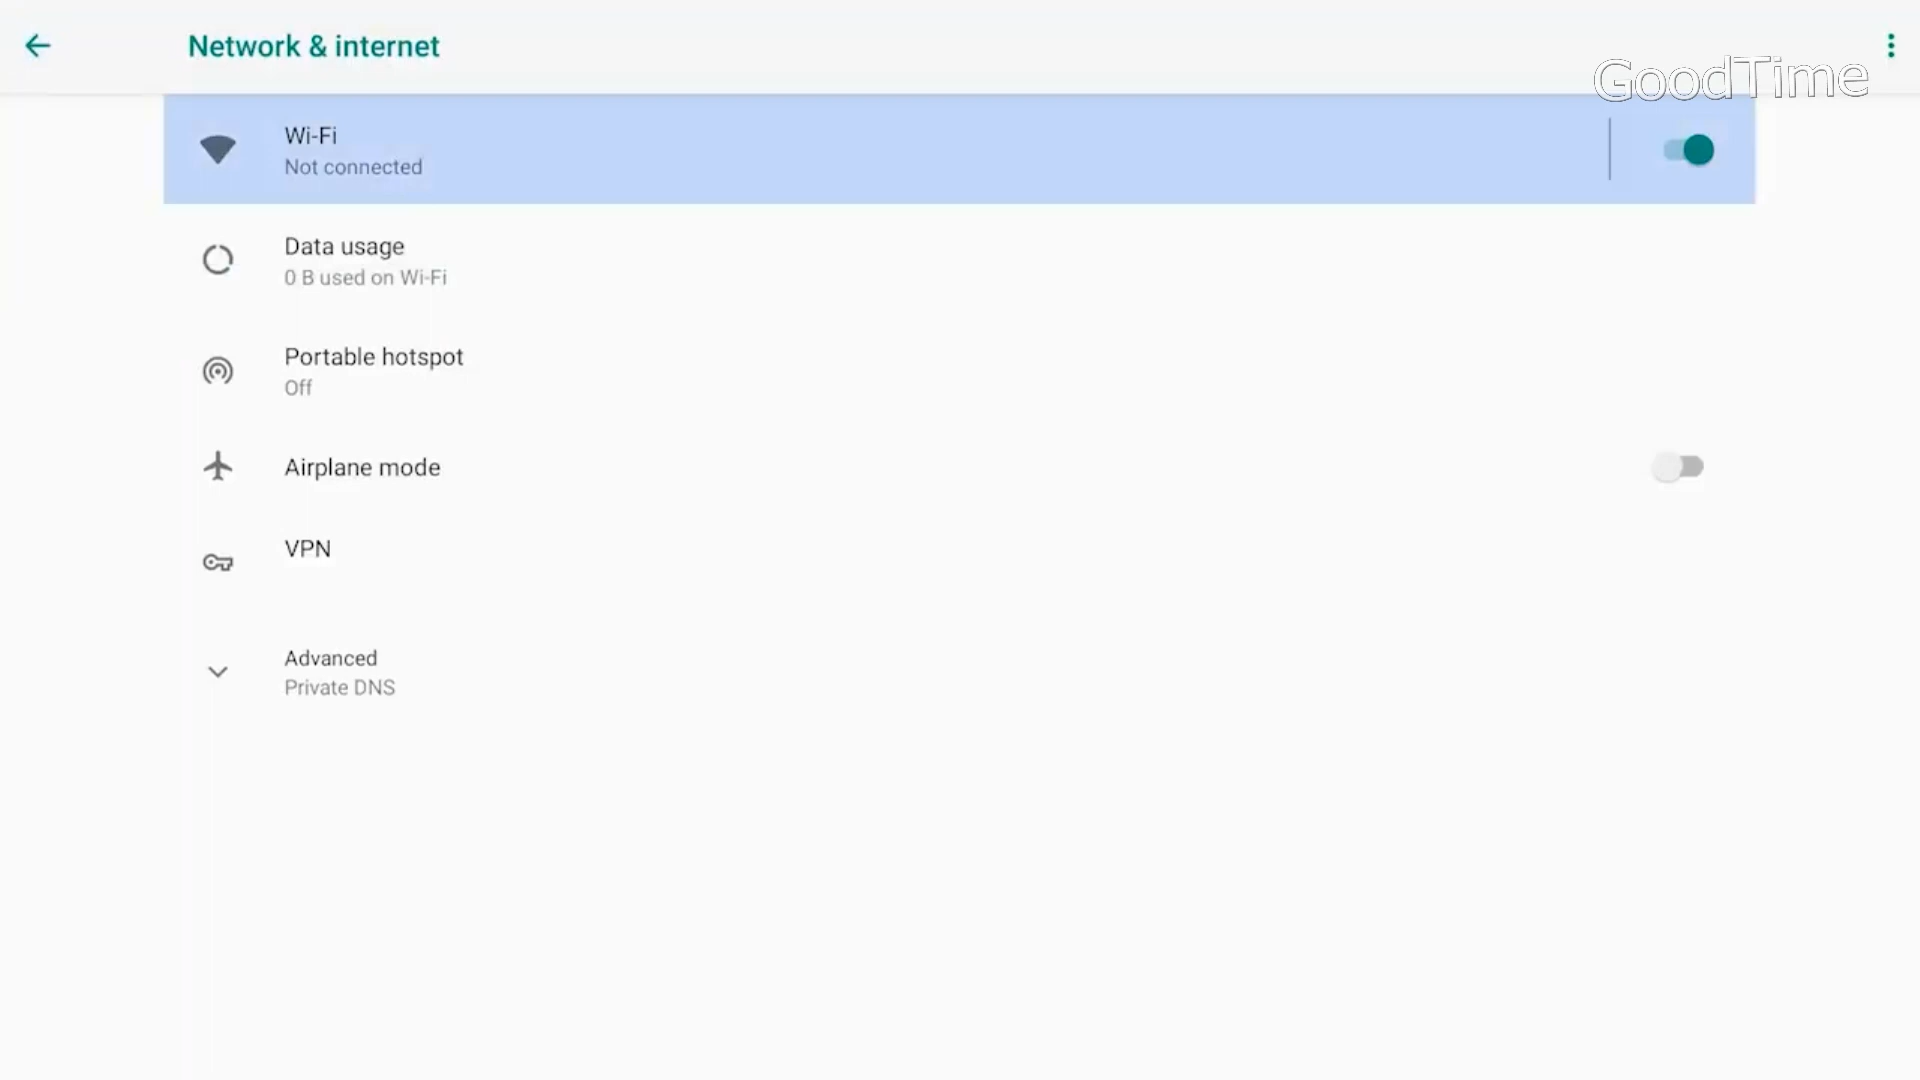 Network & internet
GoodTime
Wi-Fi
Not connected
Data usage
0 B used on Wi-Fi
Portable hotspot
Off
Airplane mode
VPN
Advanced
Private DNS